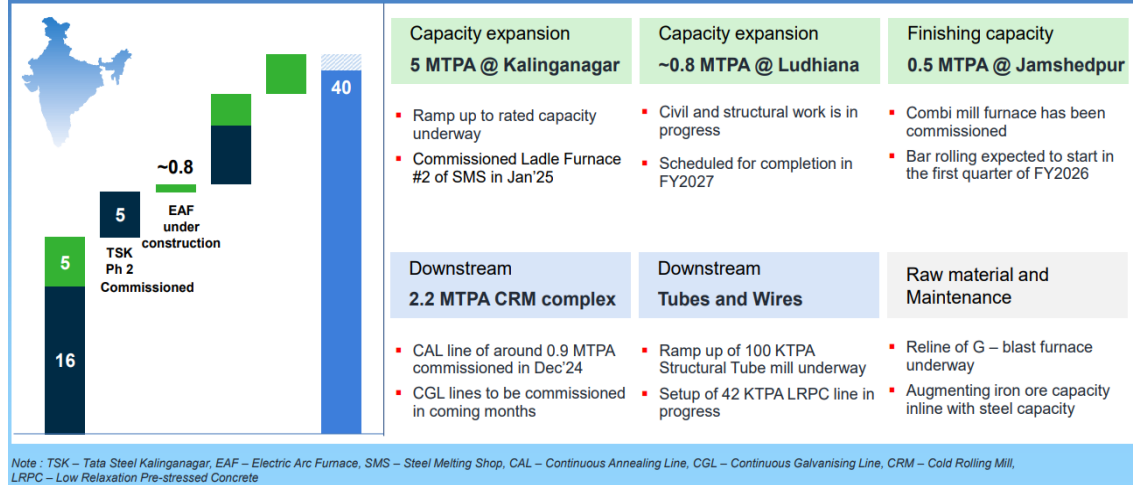 40
~0.8
5
EAF
under
construction
5
TSK
Ph 2
Commissioned
16
Capacity expansion
5 MTPA @ Kalinganagar
▪ Ramp up to rated capacity
underway
▪ Commissioned Ladle Furnace
#2 of SMS in Jan'25
Capacity expansion
~0.8 MTPA @ Ludhiana
▪ Civil and structural work is in
progress
▪ Scheduled for completion in
FY2027
Finishing capacity
0.5 MTPA @ Jamshedpur
▪ Combi mill furnace has been
commissioned
▪ Bar rolling expected to start in
the first quarter of FY2026
Downstream
2.2 MTPA CRM complex
▪ CAL line of around 0.9 MTPA
commissioned in Dec'24
▪ CGL lines to be commissioned
in coming months
Downstream
Tubes and Wires
▪ Ramp up of 100 KTPA
Structural Tube mill underway
▪ Setup of 42 KTPA LRPC line in
progress
Raw material and
Maintenance
▪ Reline of G – blast furnace
underway
▪ Augmenting iron ore capacity
inline with steel capacity
Note : TSK – Tata Steel Kalinganagar, EAF – Electric Arc Furnace, SMS – Steel Melting Shop, CAL – Continuous Annealing Line, CGL – Continuous Galvanising Line, CRM – Cold Rolling Mill,
LRPC – Low Relaxation Pre-stressed Concrete